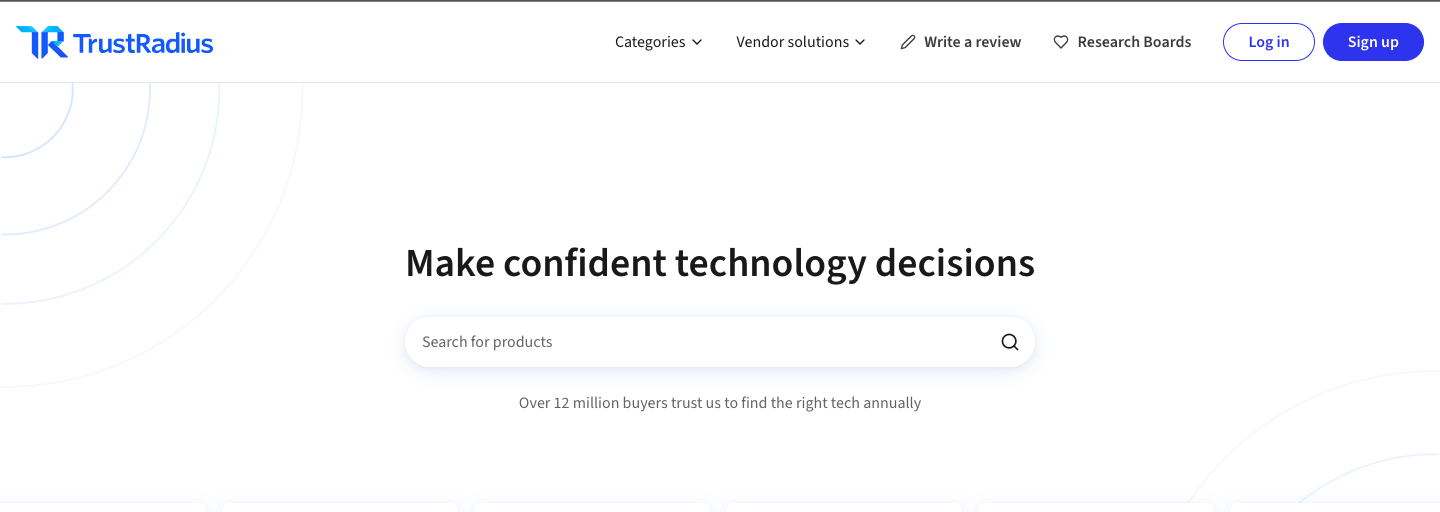 TrustRadius
Categories
Vendor solutions
Write a review
Research Boards
Log in
Sign up
Make confident technology decisions
Search for products
Over 12 million buyers trust us to find the right tech annually